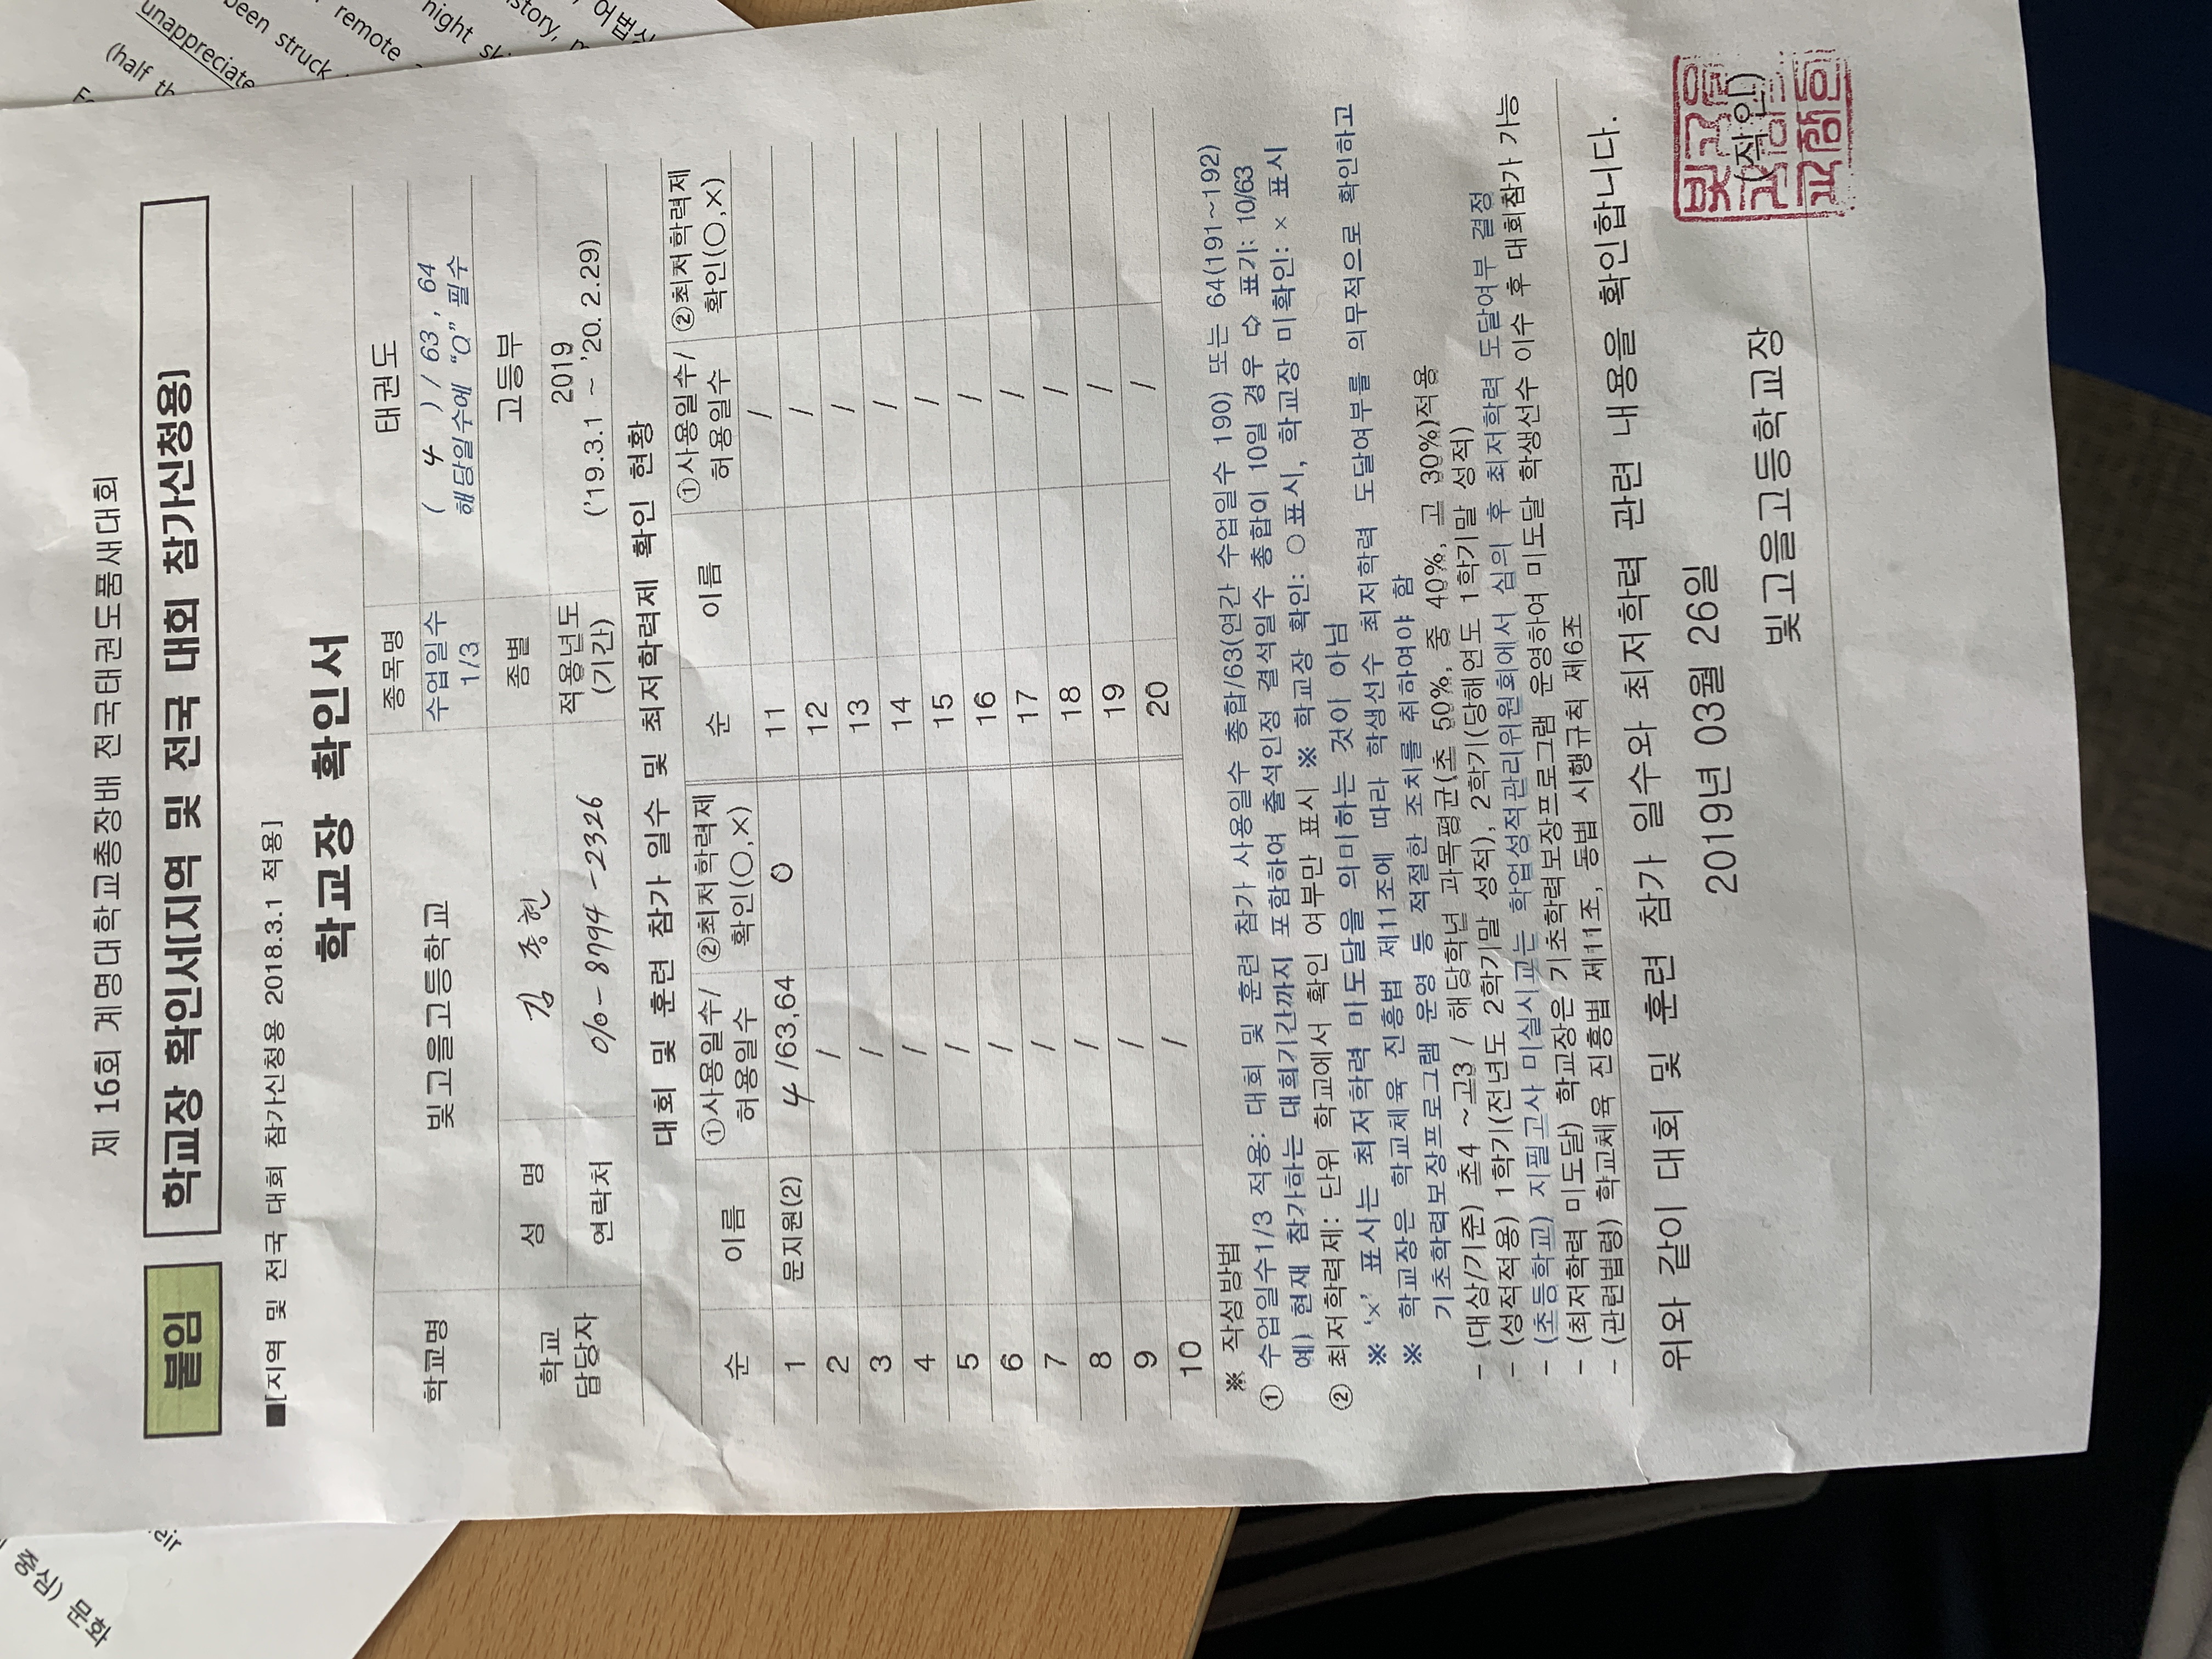 제 16회 계명대학교총장배 전국태권도품새대회
붙임
학교장 확인서[지역 및 전국 대회 참가신청용]
■[지역 및 전국 대회 참가신청용 2018.3.1 적용]
학교장 확인서
학교명 빛고을고등학교 종목명 태권도
수업일수 1/3 ( 4 ) / 63, 64
해당일수에 "O" 필수
학교 담당자 성 명 김종현 종별 고등부
연락처 010-8794-2326 적용년도 (기간) 2019
('19.3.1 ~ '20.2.29)
대회 및 훈련 참가 일수 및 최저학력제 확인 현황
순 이름 ①사용일수/허용일수 ②최저학력제 확인(○,×) 순 이름 ①사용일수/허용일수 ②최저학력제 확인(○,×)
1 문지원(2) 4 /63,64 O 11 /
2 / 12 /
3 / 13 /
4 / 14 /
5 / 15 /
6 / 16 /
7 / 17 /
8 / 18 /
9 / 19 /
10 / 20 /
※ 작성방법
① 수업일수1/3 적용: 대회 및 훈련 참가 사용일수 총합/63(연간 수업일수 190) 또는 64(191~192)
예) 현재 참가하는 대회기간까지 포함하여 출석인정 결석일수 총합이 10일 경우 ⇨ 표기: 10/63
② 최저학력제: 단위 학교에서 확인 여부만 표시 ※ 학교장 확인: ○ 표시, 학교장 미확인: × 표시
※ '×' 표시는 최저학력 미도달을 의미하는 것이 아님
※ 학교장은 학교체육 진흥법 제11조에 따라 학생선수 최저학력 도달여부를 의무적으로 확인하고
기초학력보장프로그램 운영 등 적절한 조치를 취하여야 함
- (대상/기준) 초4 ~고3 / 해당학년 과목평균(초 50%, 중 40%, 고 30%)적용
- (성적적용) 1학기(전년도 2학기말 성적), 2학기(당해연도 1학기말 성적)
- (초등학교) 지필고사 미실시교는 학업성적관리위원회에서 심의 후 최저학력 도달여부 결정
- (최저학력 미도달) 학교장은 기초학력보장프로그램 운영하여 미도달 학생선수 이수 후 대회참가 가능
- (관련법령) 학교체육 진흥법 제11조, 동법 시행규칙 제6조
위와 같이 대회 및 훈련 참가 일수와 최저학력 관련 내용을 확인합니다.
2019년 03월 26일
빛고을고등학교장 (직인)
빛고을
고등학
교장인
어법상
story,
night
remote
been struck
unappreciate
(half
중심) 문화